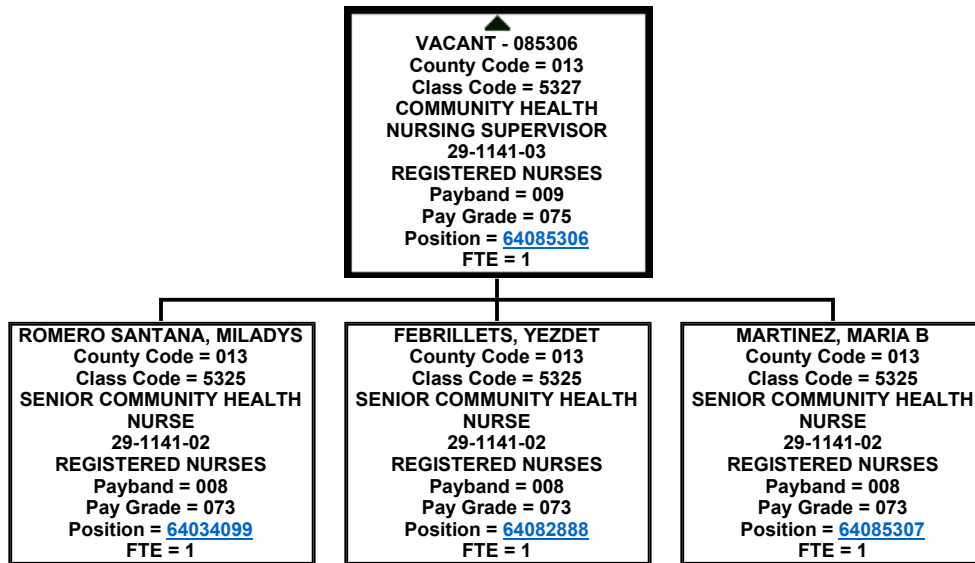 VACANT - 085306
County Code = 013
Class Code = 5327
COMMUNITY HEALTH
NURSING SUPERVISOR
29-1141-03
REGISTERED NURSES
Payband = 009
Pay Grade = 075
Position = 64085306
FTE = 1
ROMERO SANTANA, MILADYS
County Code = 013
Class Code = 5325
SENIOR COMMUNITY HEALTH
NURSE
29-1141-02
REGISTERED NURSES
Payband = 008
Pay Grade = 073
Position = 64034099
FTE = 1
FEBRILLETS, YEZDET
County Code = 013
Class Code = 5325
SENIOR COMMUNITY HEALTH
NURSE
29-1141-02
REGISTERED NURSES
Payband = 008
Pay Grade = 073
Position = 64082888
FTE = 1
MARTINEZ, MARIA B
County Code = 013
Class Code = 5325
SENIOR COMMUNITY HEALTH
NURSE
29-1141-02
REGISTERED NURSES
Payband = 008
Pay Grade = 073
Position = 64085307
FTE = 1